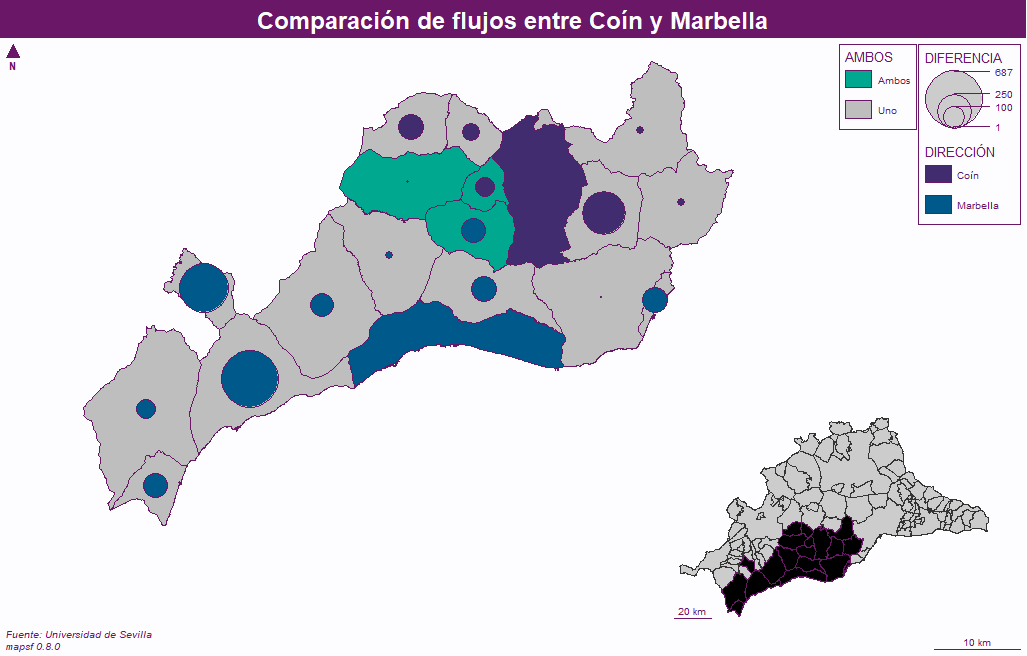 Comparación de flujos entre Coín y Marbella
N
AMBOS
Ambos
Uno
DIFERENCIA
687
250
100
1
DIRECCIÓN
Coín
Marbella
20 km
10 km
Fuente: Universidad de Sevilla
mapsf 0.8.0